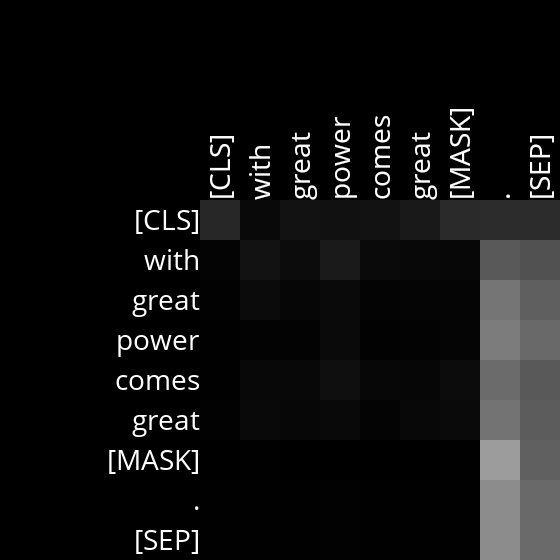 [CLS] with great power comes great [MASK] . [SEP]
[CLS]
with
great
power
comes
great
[MASK]
.
[SEP]